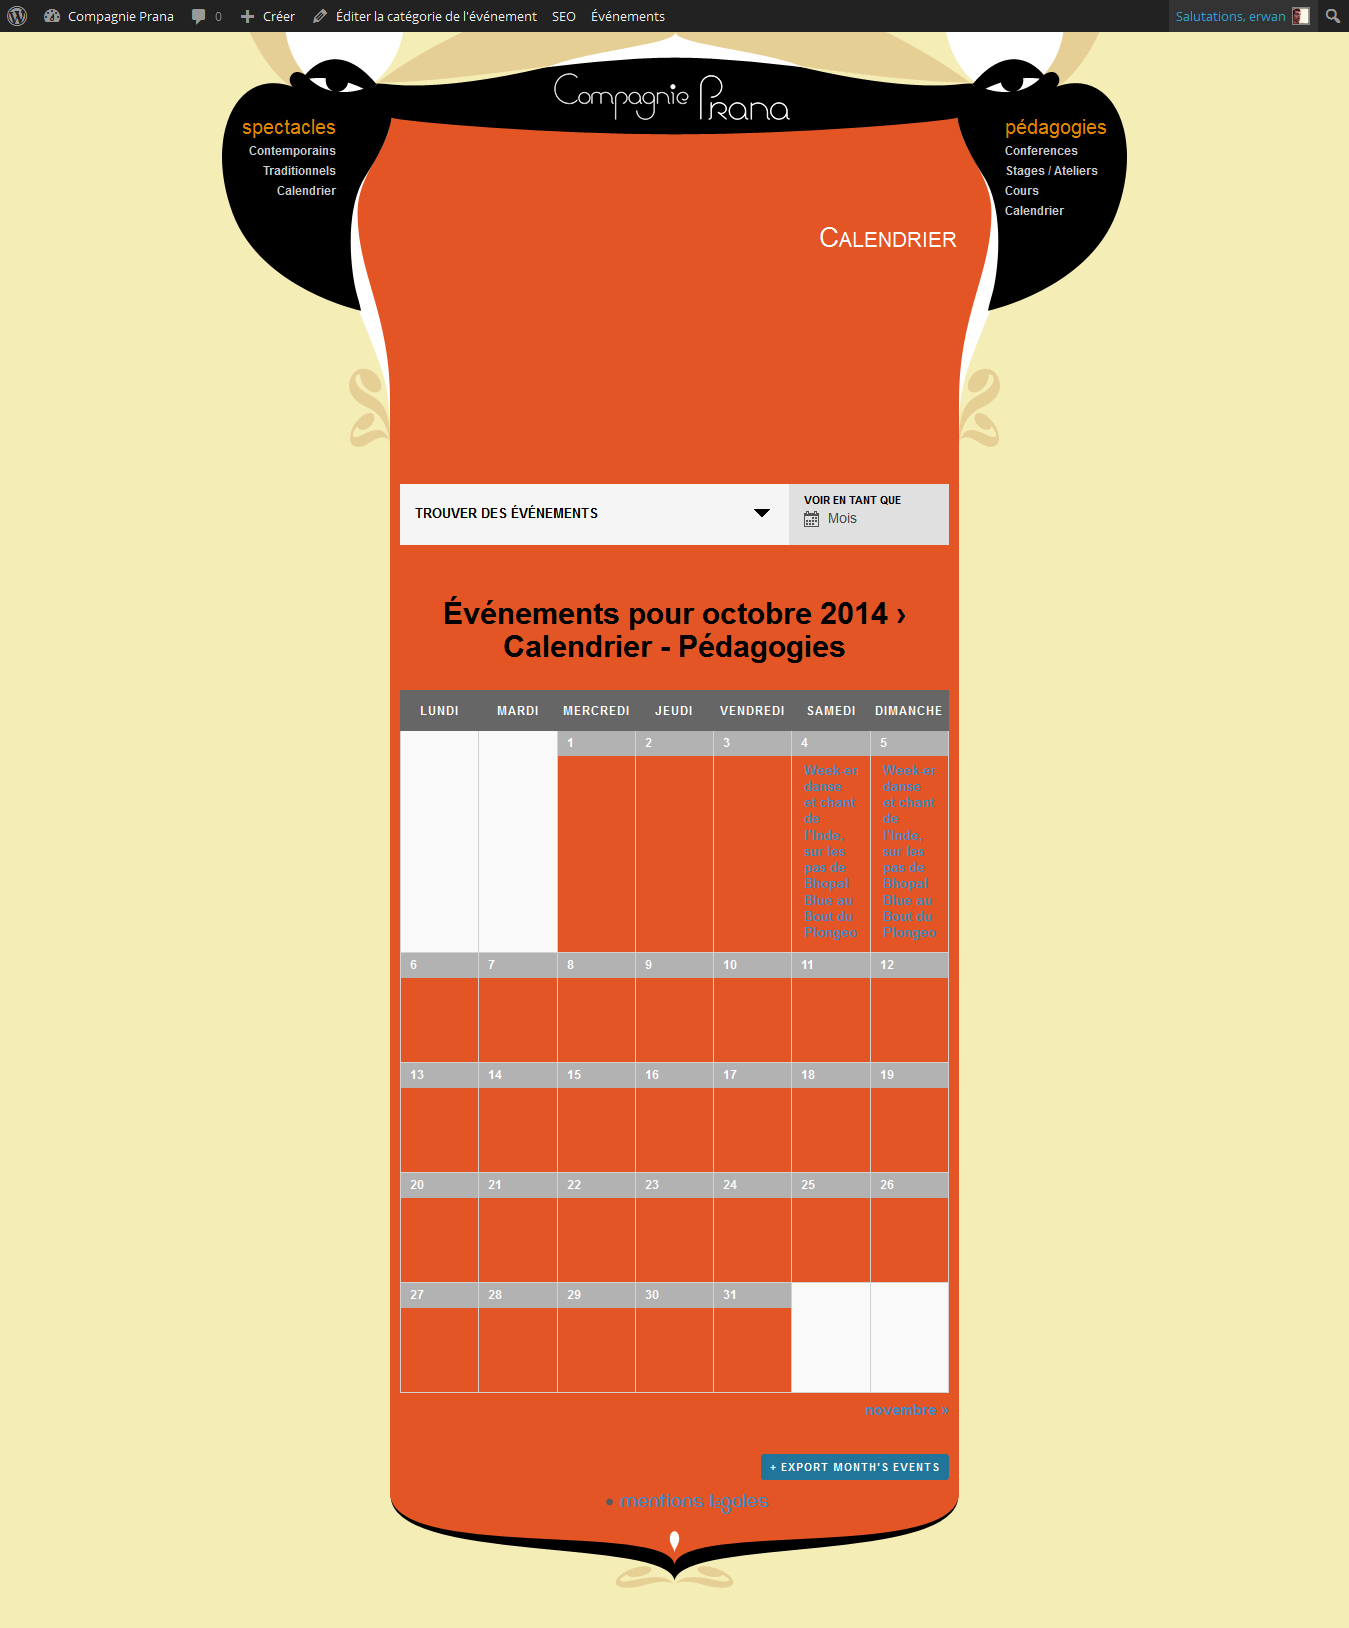 Compagnie Prana
0
Créer
Éditer la catégorie de l'événement
SEO
Événements
Salutations, erwan
Compagnie Prana
spectacles
Contemporains
Traditionnels
Calendrier
pédagogies
Conferences
Stages / Ateliers
Cours
Calendrier
CALENDRIER
TROUVER DES ÉVÉNEMENTS
VOIR EN TANT QUE
Mois
Événements pour octobre 2014 ›
Calendrier - Pédagogies
LUNDI MARDI MERCREDI JEUDI VENDREDI SAMEDI DIMANCHE
1 2 3 4 5
Week-en
danse
et chant
de
l'Inde,
sur les
pas de
Bhopal
Blue au
Bout du
Plongeo
Week-en
danse
et chant
de
l'Inde,
sur les
pas de
Bhopal
Blue au
Bout du
Plongeo
6 7 8 9 10 11 12
13 14 15 16 17 18 19
20 21 22 23 24 25 26
27 28 29 30 31
novembre »
+ EXPORT MONTH'S EVENTS
• mentions légales